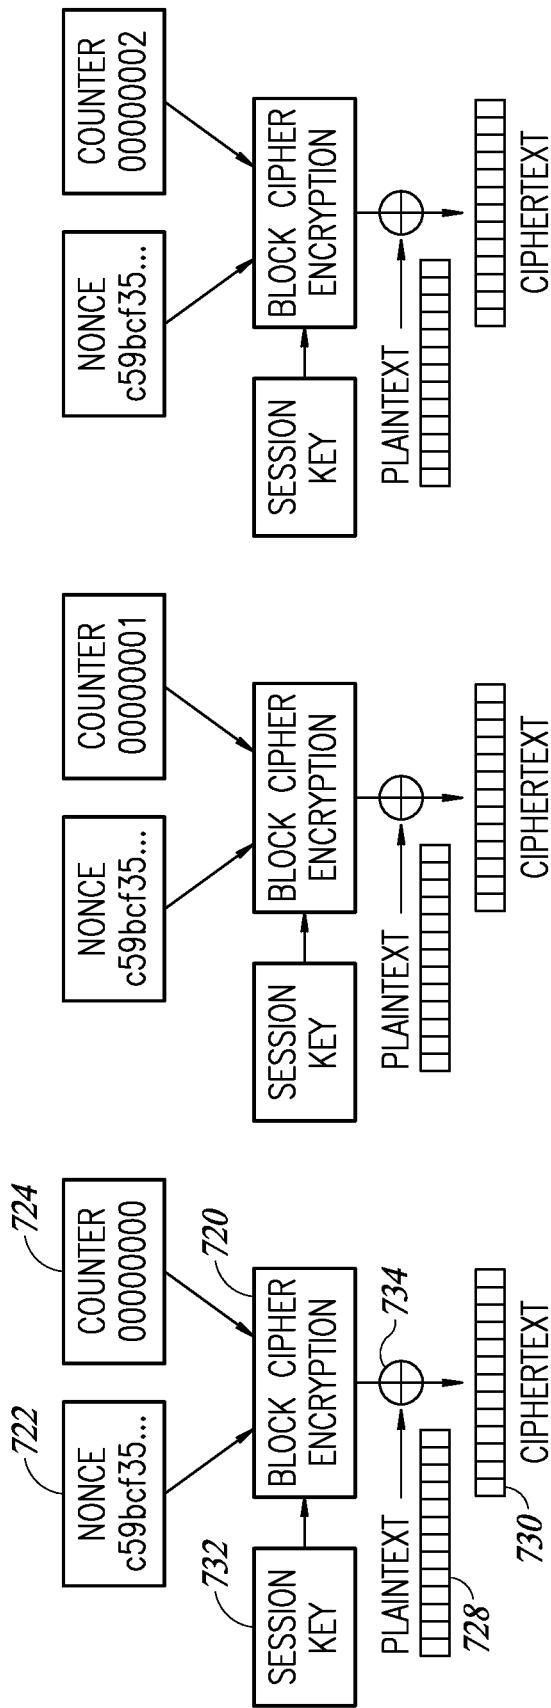 722
NONCE
c59bcf35...
724
COUNTER
00000000
732
SESSION
KEY
720
BLOCK CIPHER
ENCRYPTION
734
PLAINTEXT
728
730
CIPHERTEXT
NONCE
c59bcf35...
COUNTER
00000001
SESSION
KEY
BLOCK CIPHER
ENCRYPTION
PLAINTEXT
CIPHERTEXT
NONCE
c59bcf35...
COUNTER
00000002
SESSION
KEY
BLOCK CIPHER
ENCRYPTION
PLAINTEXT
CIPHERTEXT